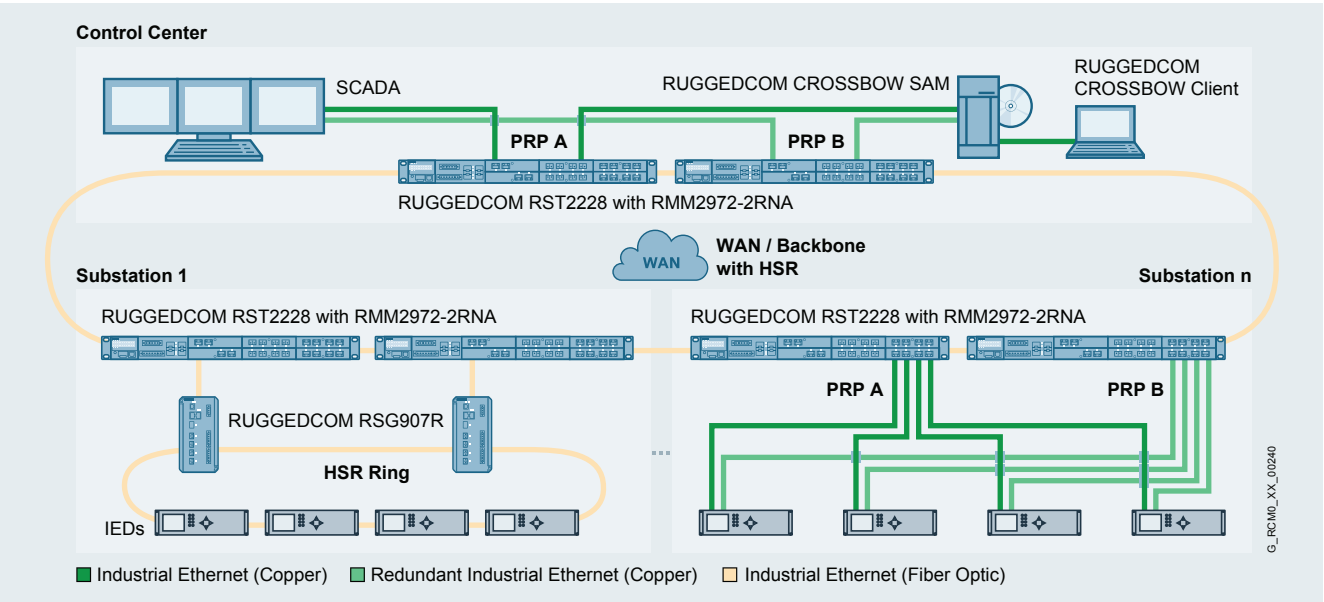 Control Center
SCADA
RUGGEDCOM CROSSBOW SAM
RUGGEDCOM
CROSSBOW Client
PRP A
PRP B
RUGGEDCOM RST2228 with RMM2972-2RNA
WAN
WAN / Backbone
with HSR
Substation 1
Substation n
RUGGEDCOM RST2228 with RMM2972-2RNA
RUGGEDCOM RST2228 with RMM2972-2RNA
PRP A
PRP B
RUGGEDCOM RSG907R
HSR Ring
IEDs
G_RCM0_XX_00240
Industrial Ethernet (Copper)
Redundant Industrial Ethernet (Copper)
Industrial Ethernet (Fiber Optic)